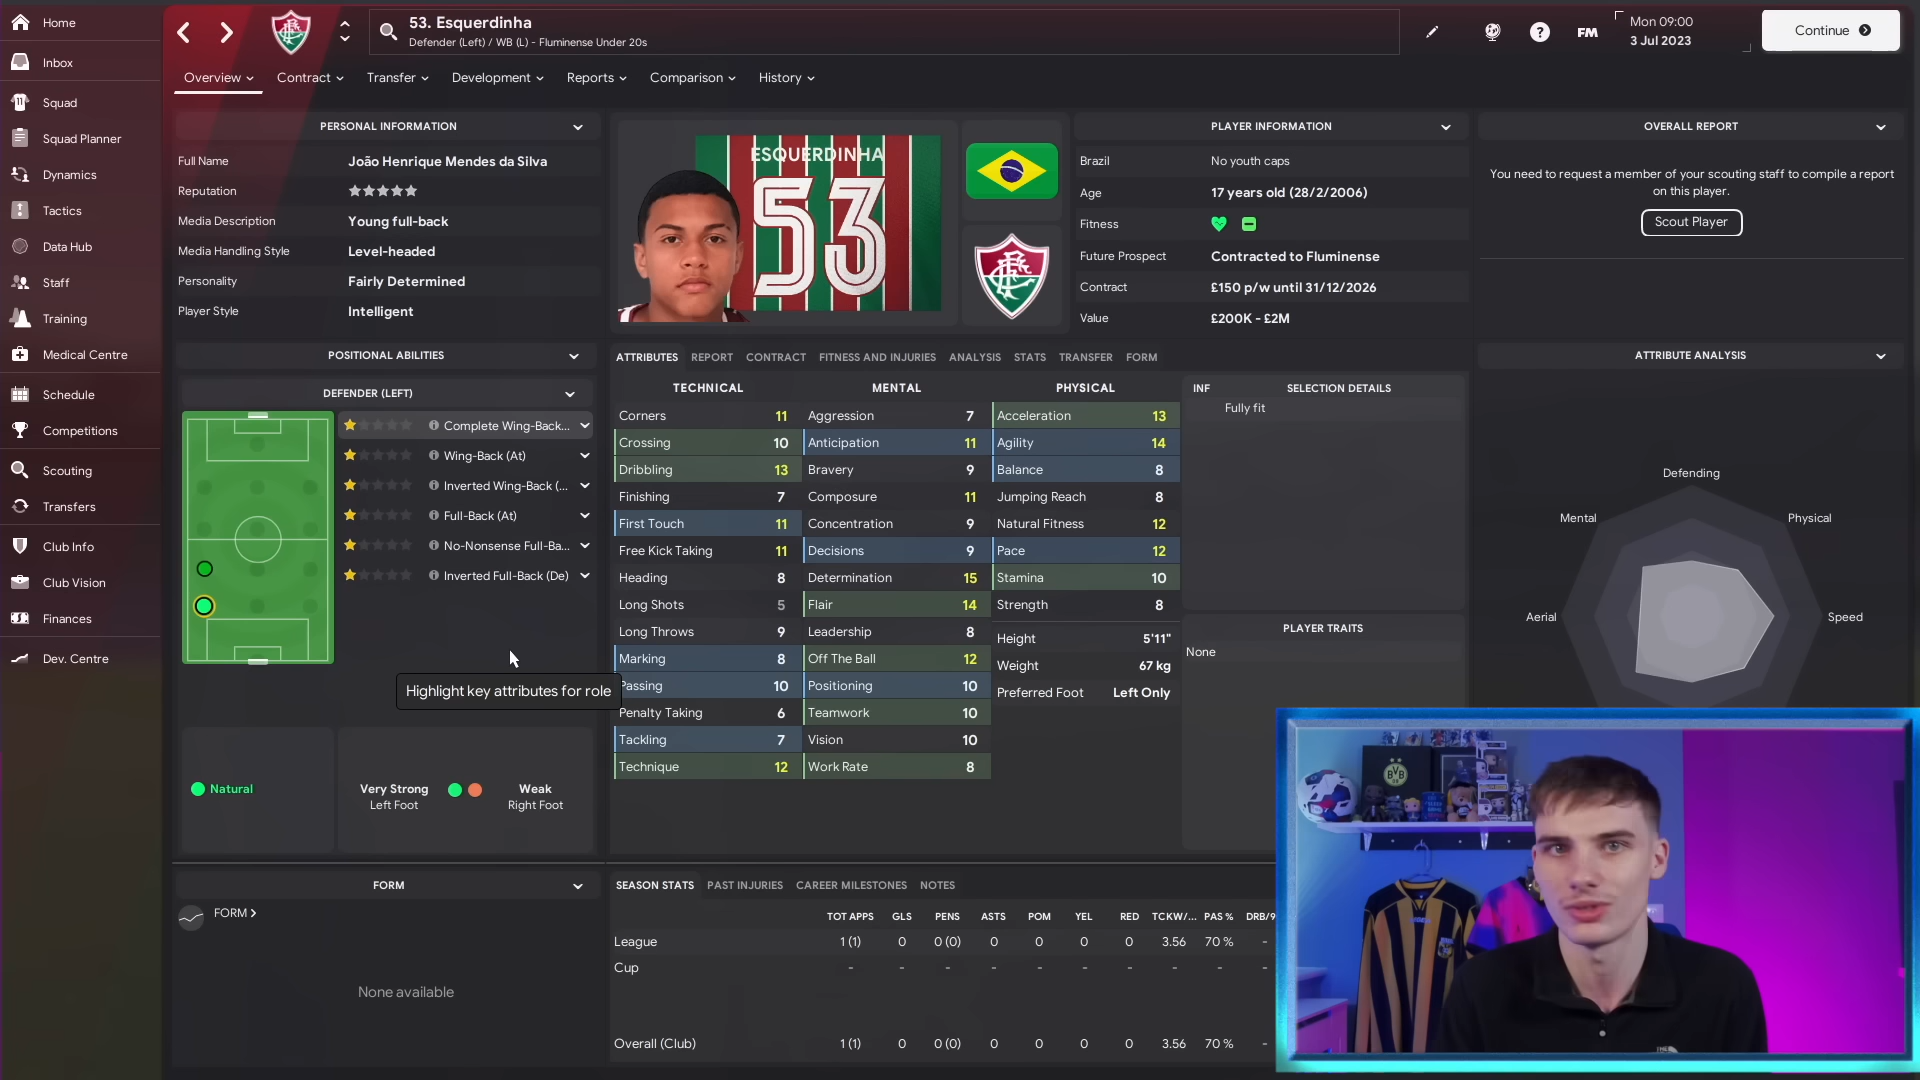 Home
Inbox
Squad
Squad Planner
Dynamics
Tactics
Data Hub
Staff
Training
Medical Centre
Schedule
Competitions
Scouting
Transfers
Club Info
Club Vision
Finances
Dev. Centre
53. Esquerdinha
Defender (Left) / WB (L) - Fluminense Under 20s
FM
Mon 09:00
3 Jul 2023
Continue
Overview Contract Transfer Development Reports Comparison History
PERSONAL INFORMATION
Full Name João Henrique Mendes da Silva
Reputation
Media Description Young full-back
Media Handling Style Level-headed
Personality Fairly Determined
Player Style Intelligent
ESQUERDINHA
53
PLAYER INFORMATION
Brazil No youth caps
Age 17 years old (28/2/2006)
Fitness
Future Prospect Contracted to Fluminense
Contract £150 p/w until 31/12/2026
Value £200K - £2M
OVERALL REPORT
You need to request a member of your scouting staff to compile a report
on this player.
Scout Player
POSITIONAL ABILITIES
DEFENDER (LEFT)
Complete Wing-Back...
Wing-Back (At)
Inverted Wing-Back (...
Full-Back (At)
No-Nonsense Full-Ba...
Inverted Full-Back (De)
Highlight key attributes for role
Natural
Very Strong
Left Foot
Weak
Right Foot
ATTRIBUTES REPORT CONTRACT FITNESS AND INJURIES ANALYSIS STATS TRANSFER FORM
TECHNICAL
Corners 11
Crossing 10
Dribbling 13
Finishing 7
First Touch 11
Free Kick Taking 11
Heading 8
Long Shots 5
Long Throws 9
Marking 8
Passing 10
Penalty Taking 6
Tackling 7
Technique 12
MENTAL
Aggression 7
Anticipation 11
Bravery 9
Composure 11
Concentration 9
Decisions 9
Determination 15
Flair 14
Leadership 8
Off The Ball 12
Positioning 10
Teamwork 10
Vision 10
Work Rate 8
PHYSICAL
Acceleration 13
Agility 14
Balance 8
Jumping Reach 8
Natural Fitness 12
Pace 12
Stamina 10
Strength 8
Height 5'11"
Weight 67 kg
Preferred Foot Left Only
INF SELECTION DETAILS
Fully fit
PLAYER TRAITS
None
ATTRIBUTE ANALYSIS
Defending
Mental Physical
Aerial Speed
FORM
FORM
None available
SEASON STATS PAST INJURIES CAREER MILESTONES NOTES
TOT APPS GLS PENS ASTS POM YEL RED TCKW/... PAS % DRB/9
League 1 (1) 0 0 (0) 0 0 0 0 3.56 70 % -
Cup - - - - - - - - - -
Overall (Club) 1 (1) 0 0 (0) 0 0 0 0 3.56 70 % -
BVB
09